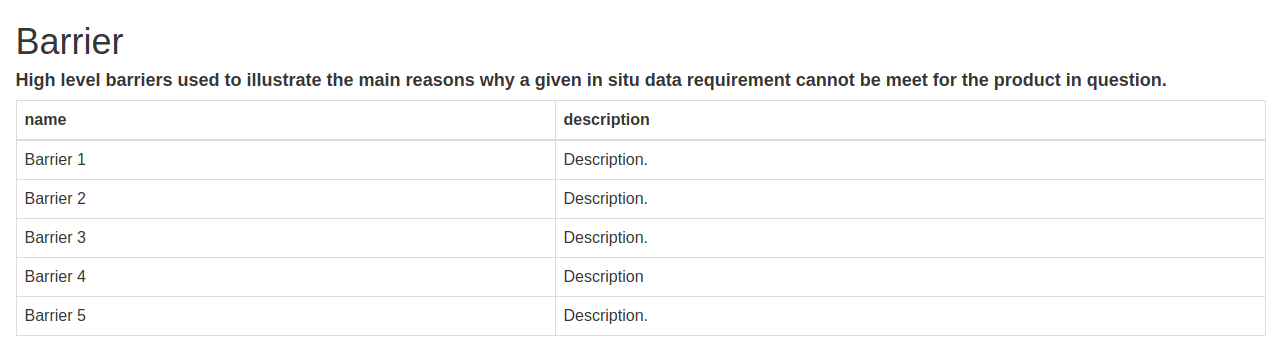 Barrier
High level barriers used to illustrate the main reasons why a given in situ data requirement cannot be meet for the product in question.
name description
Barrier 1 Description.
Barrier 2 Description.
Barrier 3 Description.
Barrier 4 Description
Barrier 5 Description.